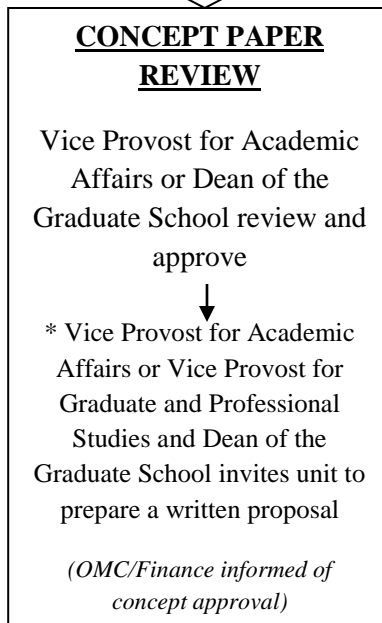 CONCEPT PAPER
REVIEW
Vice Provost for Academic
Affairs or Dean of the
Graduate School review and
approve
* Vice Provost for Academic
Affairs or Vice Provost for
Graduate and Professional
Studies and Dean of the
Graduate School invites unit to
prepare a written proposal
(OMC/Finance informed of
concept approval)